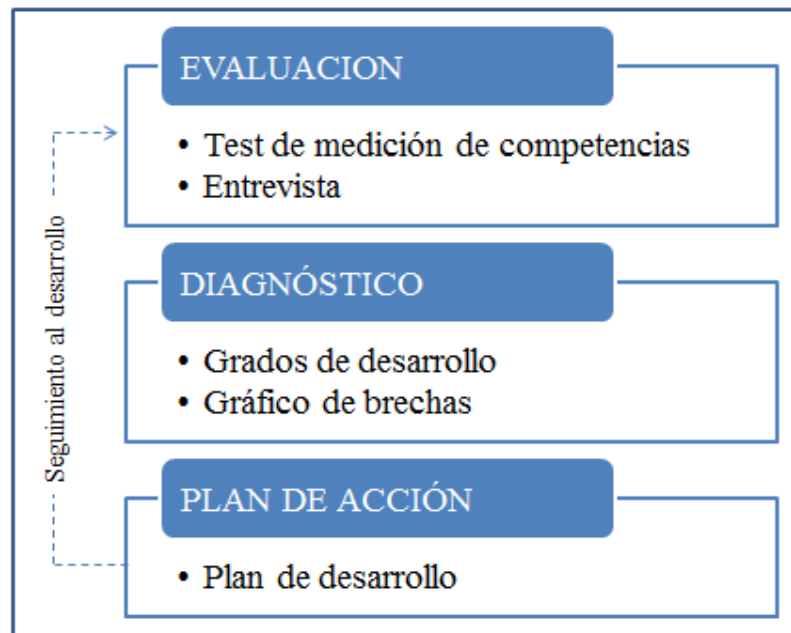 EVALUACION
• Test de medición de competencias
• Entrevista
Seguimiento al desarrollo
DIAGNÓSTICO
• Grados de desarrollo
• Gráfico de brechas
PLAN DE ACCIÓN
• Plan de desarrollo